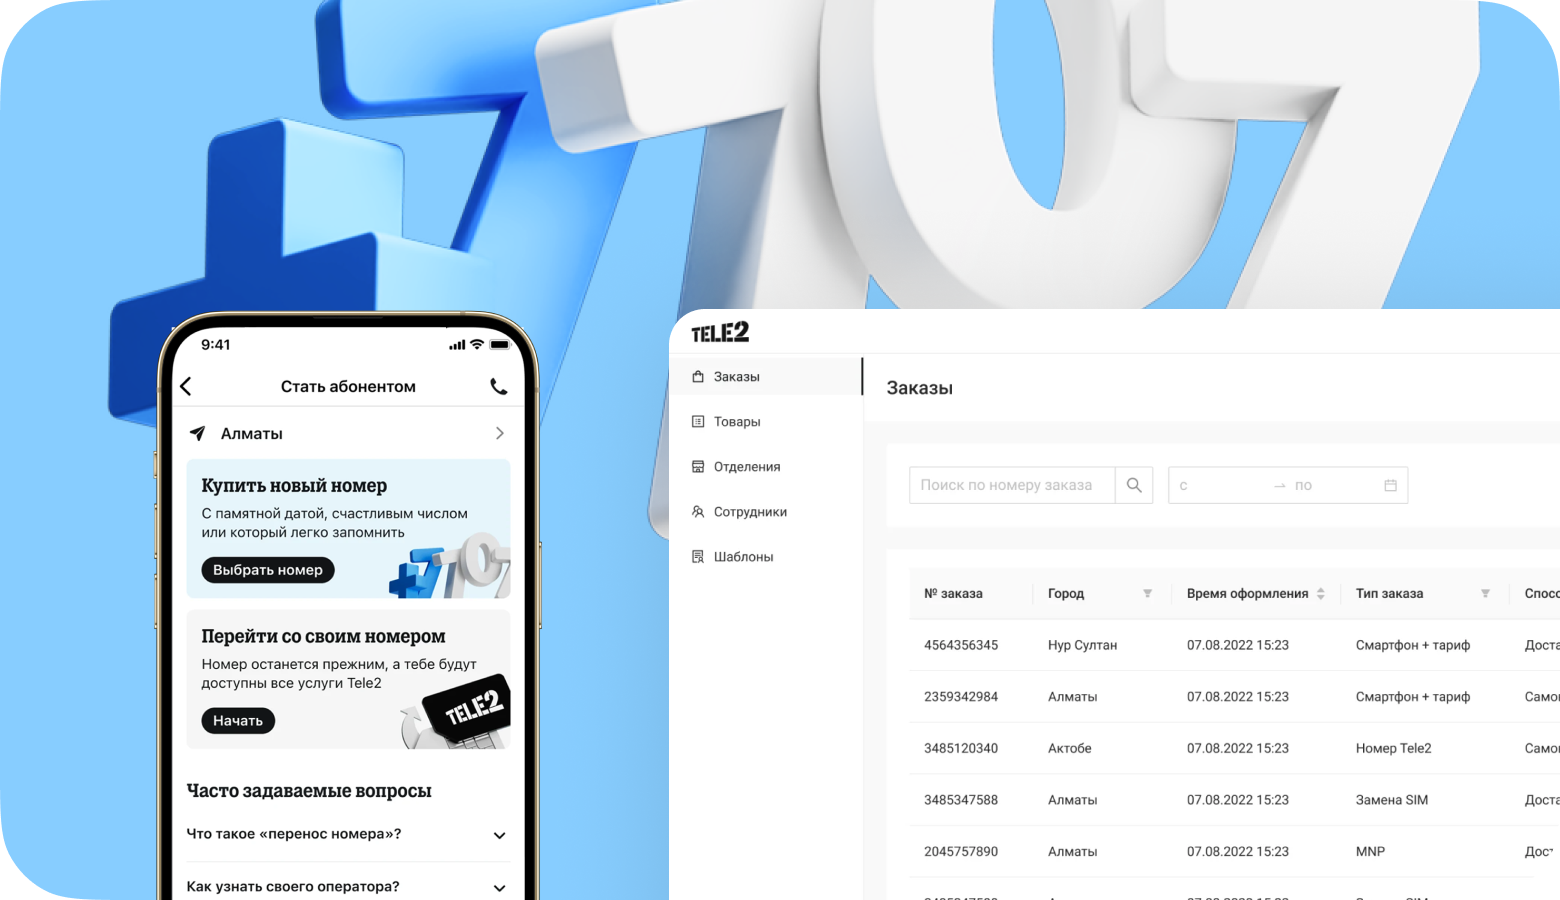 +7707
9:41
Стать абонентом
Алматы
Купить новый номер
С памятной датой, счастливым числом
или который легко запомнить
Выбрать номер
+7707
Перейти со своим номером
Номер останется прежним, а тебе будут
доступны все услуги Tele2
TELE2
Начать
Часто задаваемые вопросы
Что такое «перенос номера»?
Как узнать своего оператора?
TELE2
Заказы
Товары
Отделения
Сотрудники
Шаблоны
Заказы
Поиск по номеру заказа
с → по
№ заказа Город Время оформления Тип заказа
4564356345 Нур Султан 07.08.2022 15:23 Смартфон + тариф
2359342984 Алматы 07.08.2022 15:23 Смартфон + тариф
3485120340 Актобе 07.08.2022 15:23 Номер Tele2
3485347588 Алматы 07.08.2022 15:23 Замена SIM
2045757890 Алматы 07.08.2022 15:23 MNP